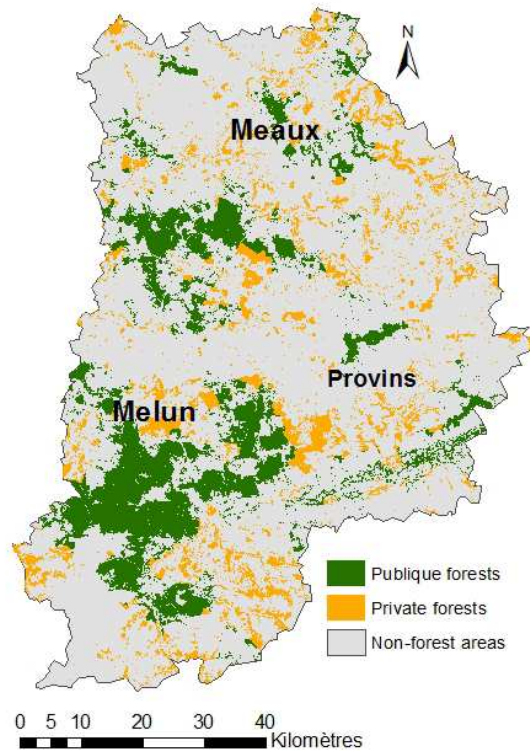 N
Meaux
Provins
Melun
Publique forests
Private forests
Non-forest areas
0 5 10 20 30 40
Kilomètres